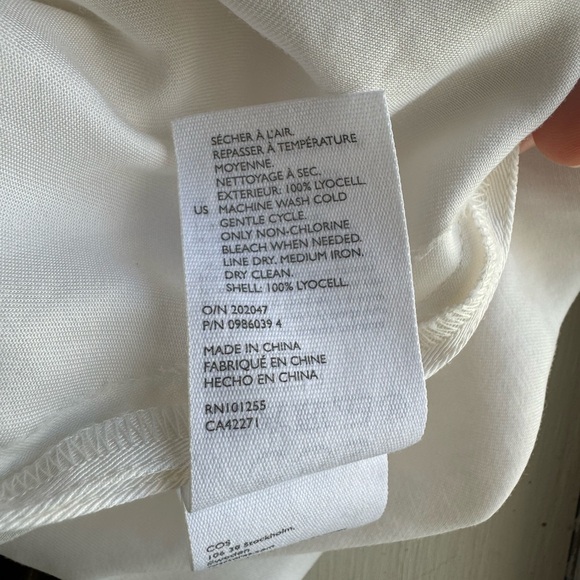 SÉCHER À L'AIR.
REPASSER À TEMPÉRATURE
MOYENNE.
NETTOYAGE À SEC.
EXTERIEUR: 100% LYOCELL.
US MACHINE WASH COLD
GENTLE CYCLE.
ONLY NON-CHLORINE
BLEACH WHEN NEEDED.
LINE DRY. MEDIUM IRON.
DRY CLEAN.
SHELL: 100% LYOCELL.
O/N 202047
P/N 0986039 4
MADE IN CHINA
FABRIQUÉ EN CHINE
HECHO EN CHINA
RN101255
CA42271
COS
106 38 Stockholm,
Sweden